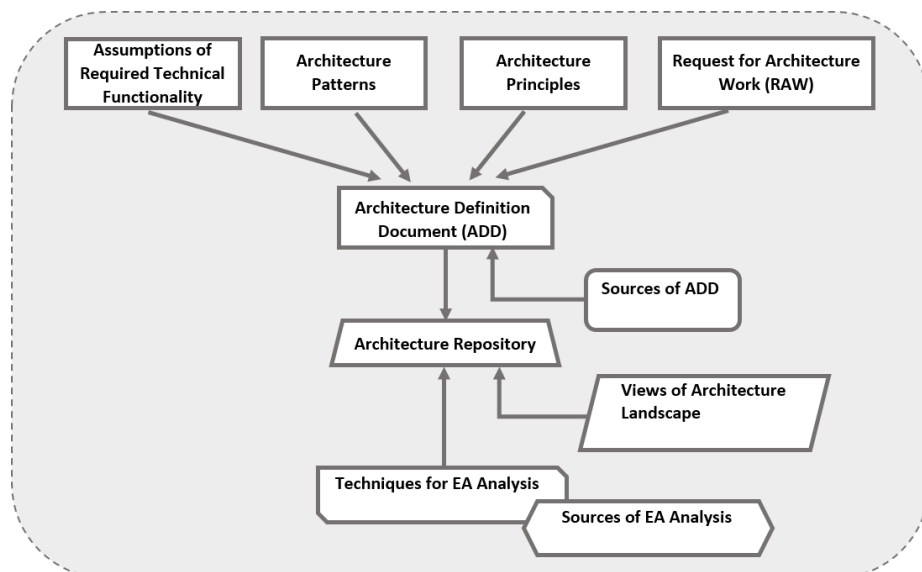 Assumptions of
Required Technical
Functionality
Architecture
Patterns
Architecture
Principles
Request for Architecture
Work (RAW)
Architecture Definition
Document (ADD)
Sources of ADD
Architecture Repository
Views of Architecture
Landscape
Techniques for EA Analysis
Sources of EA Analysis